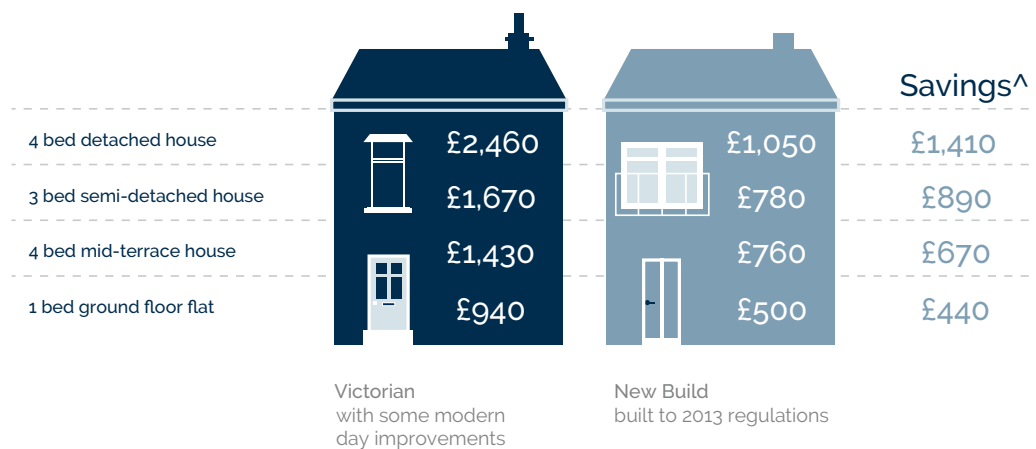 Savings^
4 bed detached house £2,460 £1,050 £1,410
3 bed semi-detached house £1,670 £780 £890
4 bed mid-terrace house £1,430 £760 £670
1 bed ground floor flat £940 £500 £440
Victorian
with some modern
day improvements
New Build
built to 2013 regulations